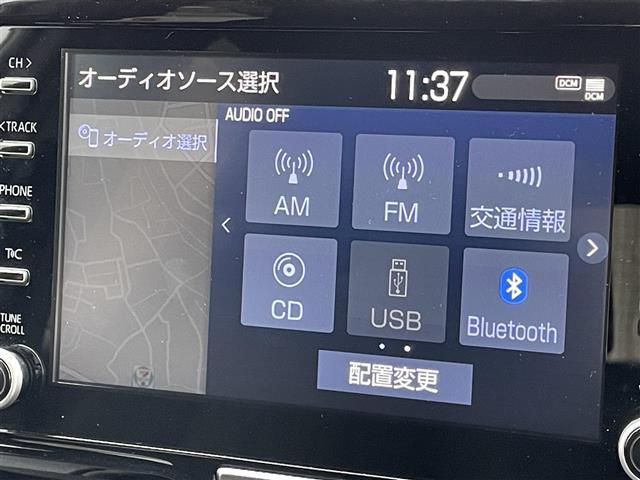 CH>
<TRACK
PHONE
TUNE
SCROLL
オーディオソース選択
11:37
DCM
DCM
オーディオ選択
AUDIO OFF
AM
FM
交通情報
CD
USB
Bluetooth
配置変更